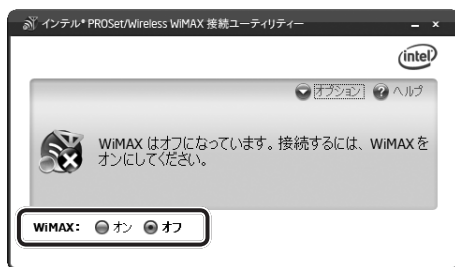 インテル® PROSet/Wireless WiMAX 接続ユーティリティー
intel
オプション ヘルプ
WiMAX はオフになっています。接続するには、WiMAX を
オンにしてください。
WiMAX: オン オフ